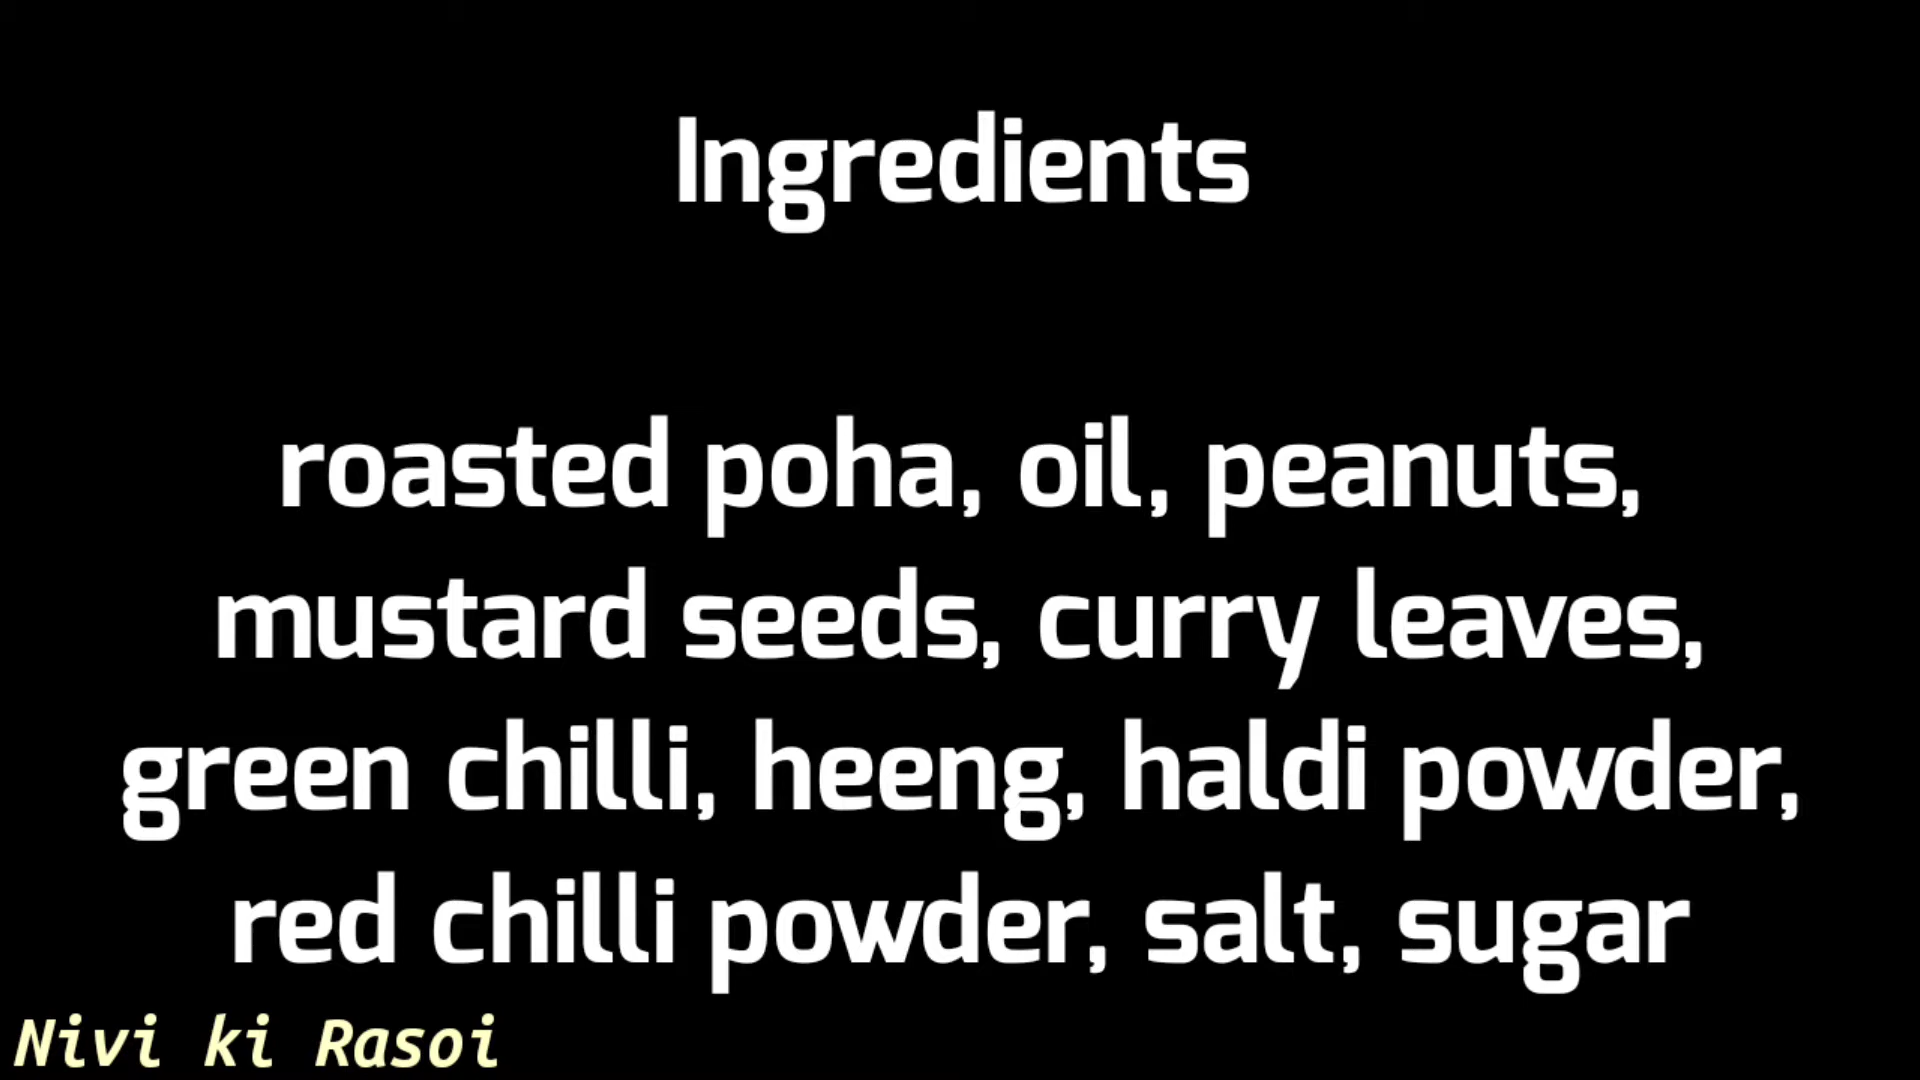 Ingredients
roasted poha, oil, peanuts,
mustard seeds, curry leaves,
green chilli, heeng, haldi powder,
red chilli powder, salt, sugar
Nivi ki Rasoi